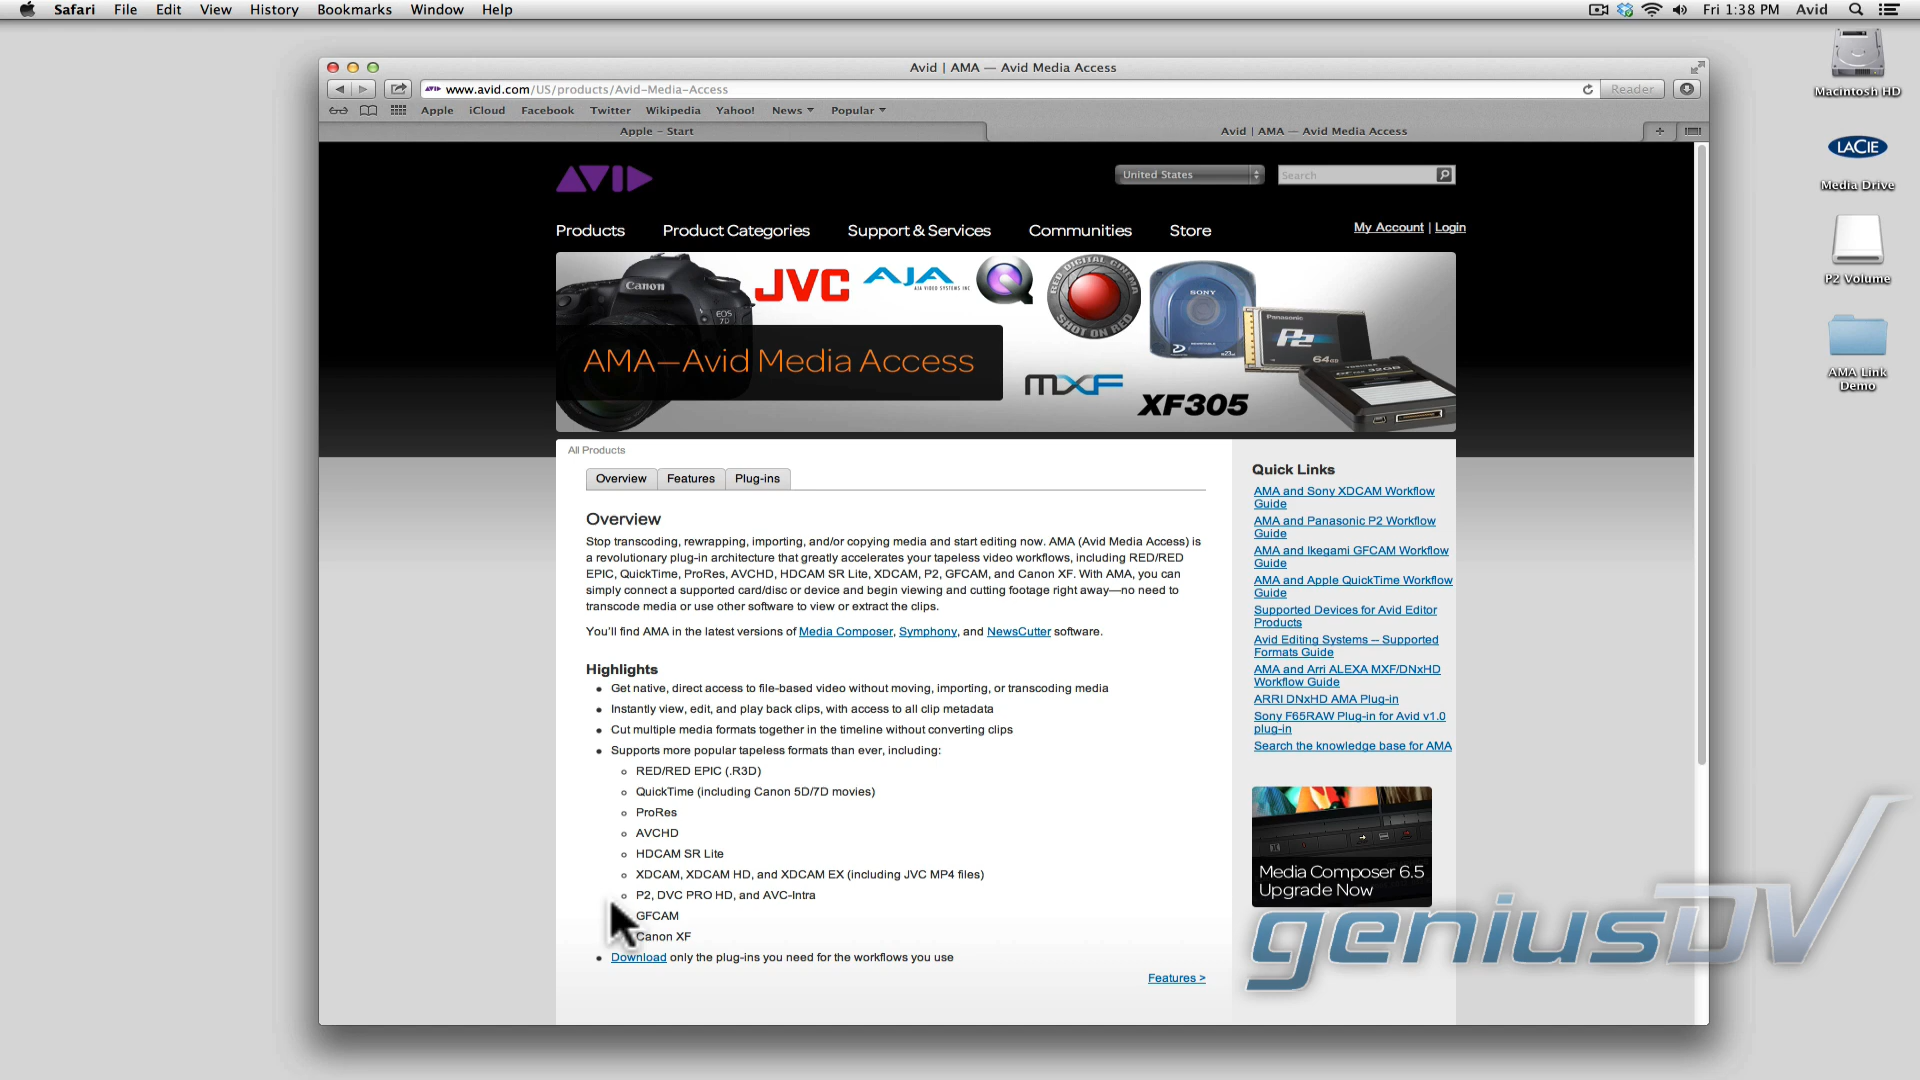 Safari File Edit View History Bookmarks Window Help
Fri 1:38 PM Avid
Avid | AMA — Avid Media Access
www.avid.com/US/products/Avid-Media-Access
Reader
Apple iCloud Facebook Twitter Wikipedia Yahoo! News Popular
Apple – Start
Avid | AMA — Avid Media Access
Macintosh HD
LACIE
Media Drive
P2 Volume
AMA Link
Demo
AVID
United States
Search
Products Product Categories Support & Services Communities Store
My Account | Login
Canon
EOS
7D
JVC
AJA
AJA VIDEO SYSTEMS INC
RED DIGITAL CINEMA
SHOT ON RED
SONY
Panasonic
P2
64GB
32GB
MXF
XF305
AMA—Avid Media Access
All Products
Overview Features Plug-ins
Overview
Stop transcoding, rewrapping, importing, and/or copying media and start editing now. AMA (Avid Media Access) is
a revolutionary plug-in architecture that greatly accelerates your tapeless video workflows, including RED/RED
EPIC, QuickTime, ProRes, AVCHD, HDCAM SR Lite, XDCAM, P2, GFCAM, and Canon XF. With AMA, you can
simply connect a supported card/disc or device and begin viewing and cutting footage right away—no need to
transcode media or use other software to view or extract the clips.
You'll find AMA in the latest versions of Media Composer, Symphony, and NewsCutter software.
Highlights
Get native, direct access to file-based video without moving, importing, or transcoding media
Instantly view, edit, and play back clips, with access to all clip metadata
Cut multiple media formats together in the timeline without converting clips
Supports more popular tapeless formats than ever, including:
RED/RED EPIC (.R3D)
QuickTime (including Canon 5D/7D movies)
ProRes
AVCHD
HDCAM SR Lite
XDCAM, XDCAM HD, and XDCAM EX (including JVC MP4 files)
P2, DVC PRO HD, and AVC-Intra
GFCAM
Canon XF
Download only the plug-ins you need for the workflows you use
Features >
Quick Links
AMA and Sony XDCAM Workflow
Guide
AMA and Panasonic P2 Workflow
Guide
AMA and Ikegami GFCAM Workflow
Guide
AMA and Apple QuickTime Workflow
Guide
Supported Devices for Avid Editor
Products
Avid Editing Systems -- Supported
Formats Guide
AMA and Arri ALEXA MXF/DNxHD
Workflow Guide
ARRI DNxHD AMA Plug-in
Sony F65RAW Plug-in for Avid v1.0
plug-in
Search the knowledge base for AMA
Media Composer 6.5
Upgrade Now
geniusDV